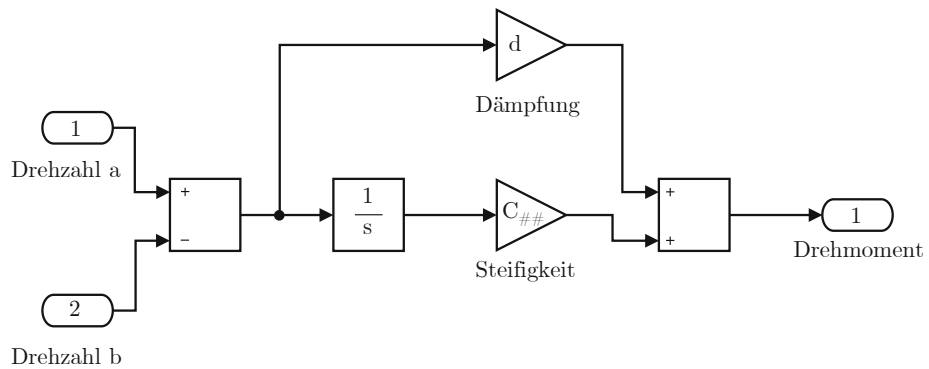 d
Dämpfung
1
Drehzahl a
+
−
1
s
C##
Steifigkeit
+
+
1
Drehmoment
2
Drehzahl b